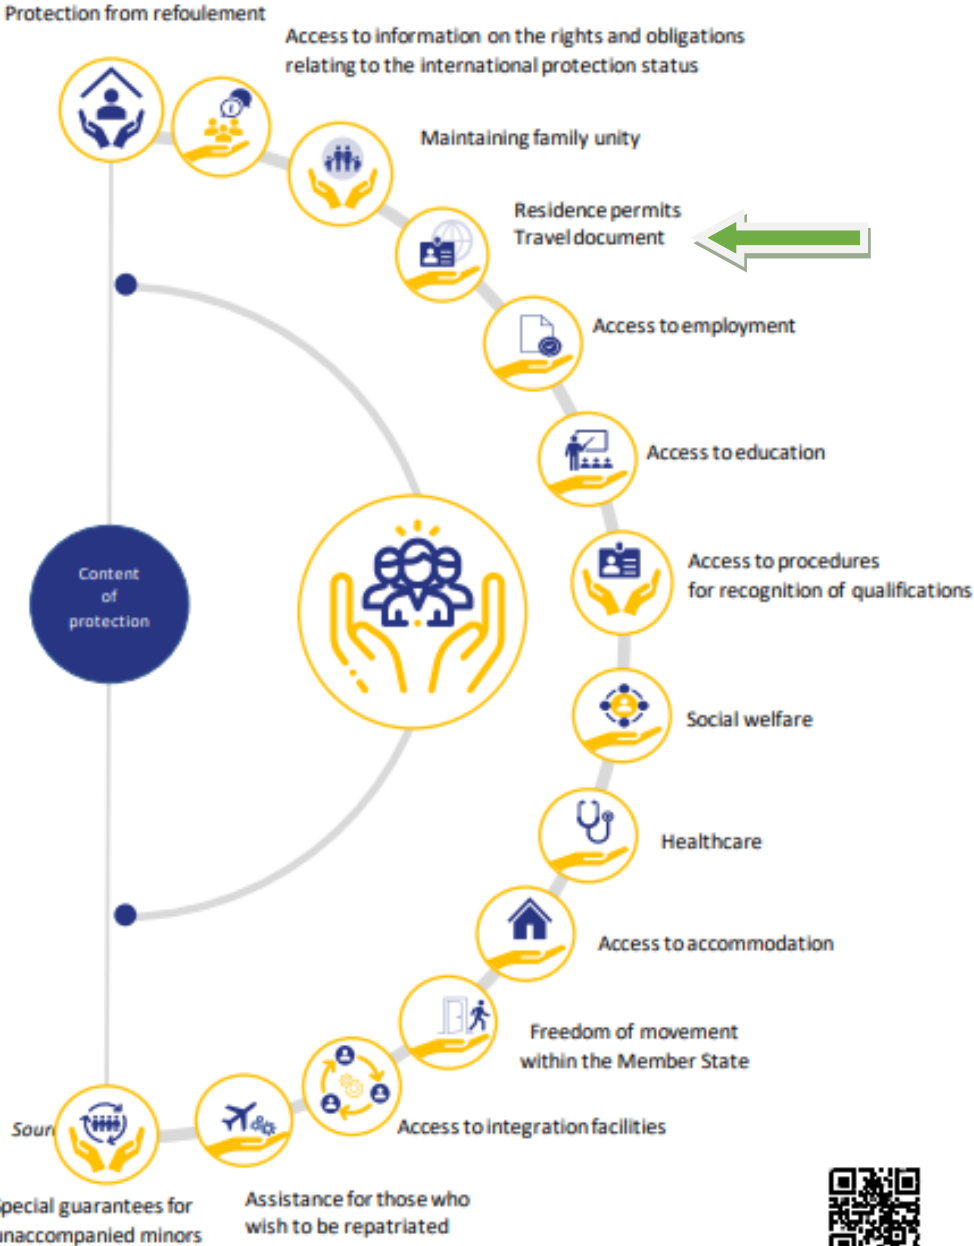 Protection from refoulement
Access to information on the rights and obligations
relating to the international protection status
Maintaining family unity
Residence permits
Travel document
Access to employment
Access to education
Content
of
protection
Access to procedures
for recognition of qualifications
Social welfare
Healthcare
Access to accommodation
Freedom of movement
within the Member State
Access to integration facilities
Assistance for those who
wish to be repatriated
pecial guarantees for
unaccompanied minors